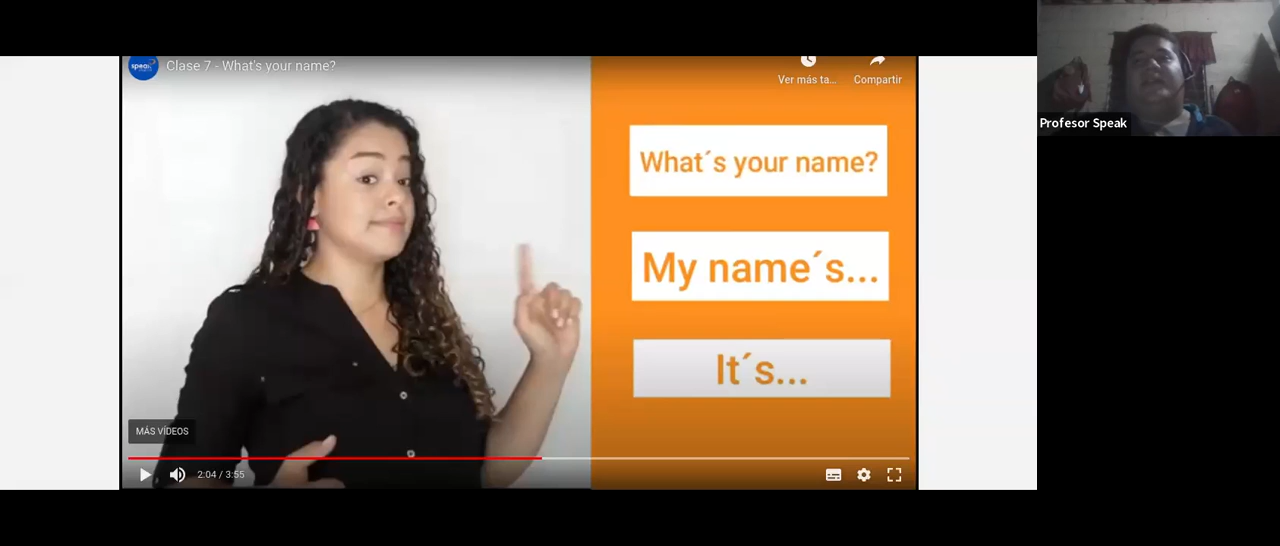 speak
Clase 7 - What's your name?
Ver más ta...
Compartir
Profesor Speak
What´s your name?
My name´s...
It´s...
MÁS VÍDEOS
2:04 / 3:55